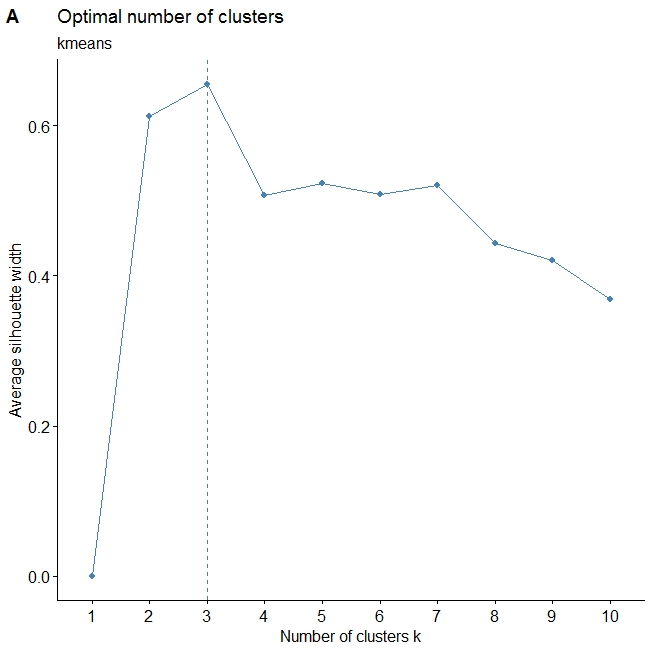 A
Optimal number of clusters
kmeans
Average silhouette width
0.6
0.4
0.2
0.0
1 2 3 4 5 6 7 8 9 10
Number of clusters k